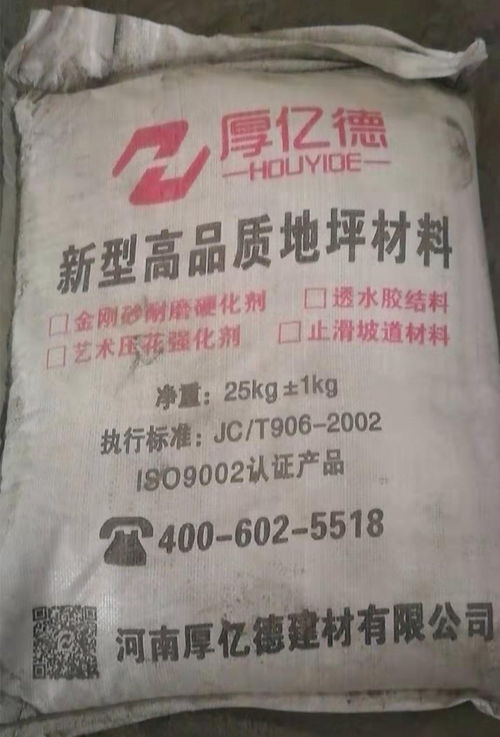 厚亿德
HOUYIDE
新型高品质地坪材料
□金刚砂耐磨硬化剂 □透水胶结料
□艺术压花强化剂 □止滑坡道材料
净重：25kg±1kg
执行标准：JC/T906-2002
ISO9002认证产品
400-602-5518
河南厚亿德建材有限公司